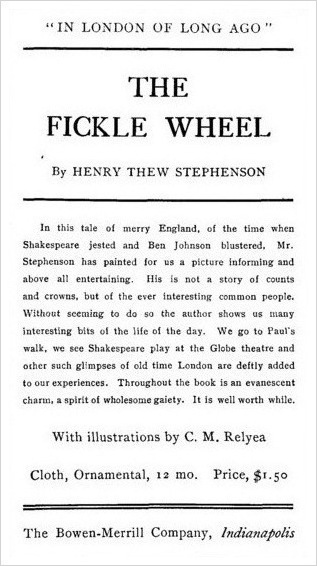 "IN LONDON OF LONG AGO"
THE
FICKLE WHEEL
By HENRY THEW STEPHENSON
In this tale of merry England, of the time when
Shakespeare jested and Ben Johnson blustered, Mr.
Stephenson has painted for us a picture informing and
above all entertaining. His is not a story of counts
and crowns, but of the ever interesting common people.
Without seeming to do so the author shows us many
interesting bits of the life of the day. We go to Paul's
walk, we see Shakespeare play at the Globe theatre and
other such glimpses of old time London are deftly added
to our experiences. Throughout the book is an evanescent
charm, a spirit of wholesome gaiety. It is well worth while.
With illustrations by C. M. Relyea
Cloth, Ornamental, 12 mo. Price, $1.50
The Bowen-Merrill Company, Indianapolis